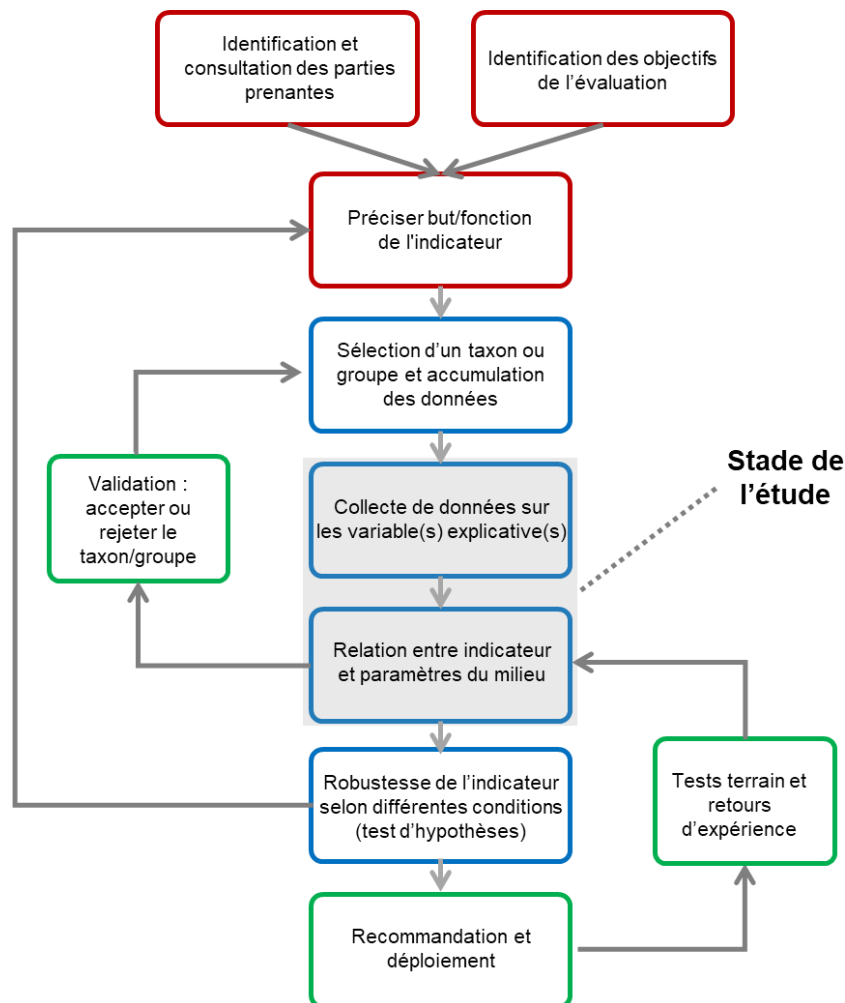 Identification et
consultation des parties
prenantes
Identification des objectifs
de l'évaluation
Préciser but/fonction
de l'indicateur
Sélection d'un taxon ou
groupe et accumulation
des données
Validation :
accepter ou
rejeter le
taxon/groupe
Collecte de données sur
les variable(s) explicative(s)
Stade de
l'étude
Relation entre indicateur
et paramètres du milieu
Robustesse de l'indicateur
selon différentes conditions
(test d'hypothèses)
Tests terrain et
retours
d'expérience
Recommandation et
déploiement